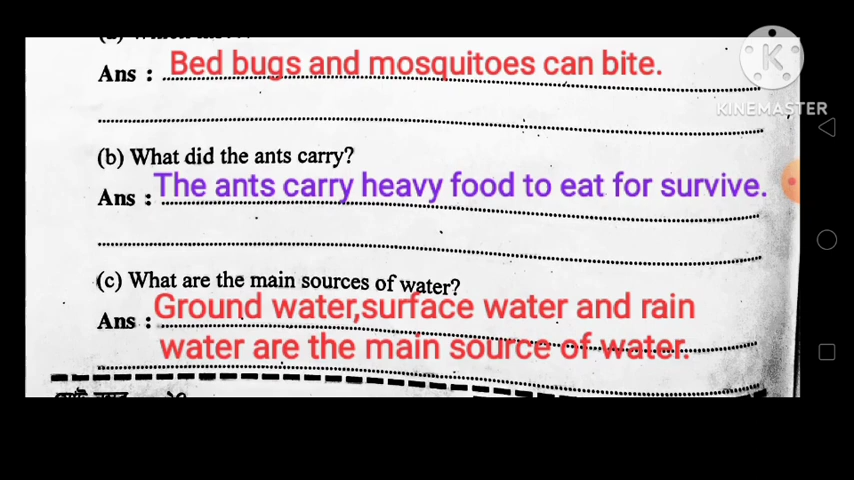 Ans : Bed bugs and mosquitoes can bite.
KINEMASTER
(b) What did the ants carry?
Ans : The ants carry heavy food to eat for survive.
(c) What are the main sources of water?
Ans : Ground water,surface water and rain
water are the main source of water.